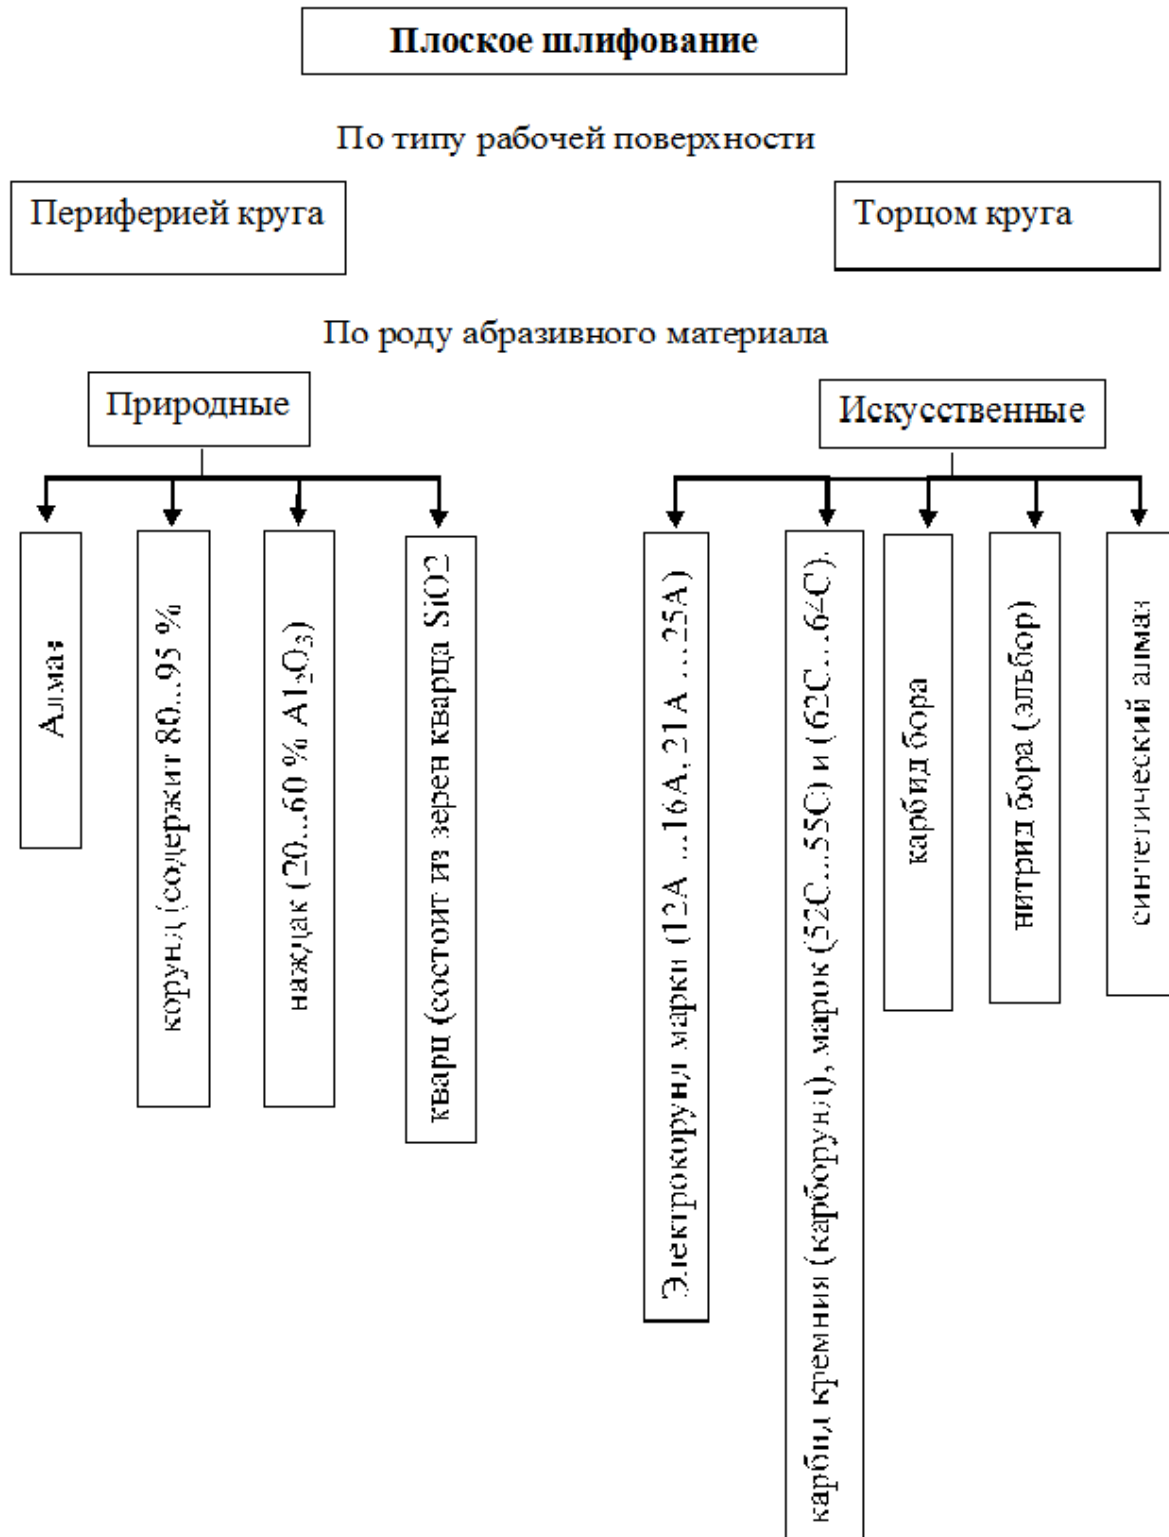 Плоское шлифование
По типу рабочей поверхности
Периферией круга
Торцом круга
По роду абразивного материала
Природные
Искусственные
Алмаз
корунд (содержит 80...95 %
наждак (20...60 % Al₂O₃)
кварц (состоит из зерен кварца SiO2
Электрокорунд марки (12А ...16А, 21А ...25А)
карбид кремния (карборунд), марок (52С...55С) и (62С...64С).
карбид бора
нитрид бора (эльбор)
синтетический алмаз